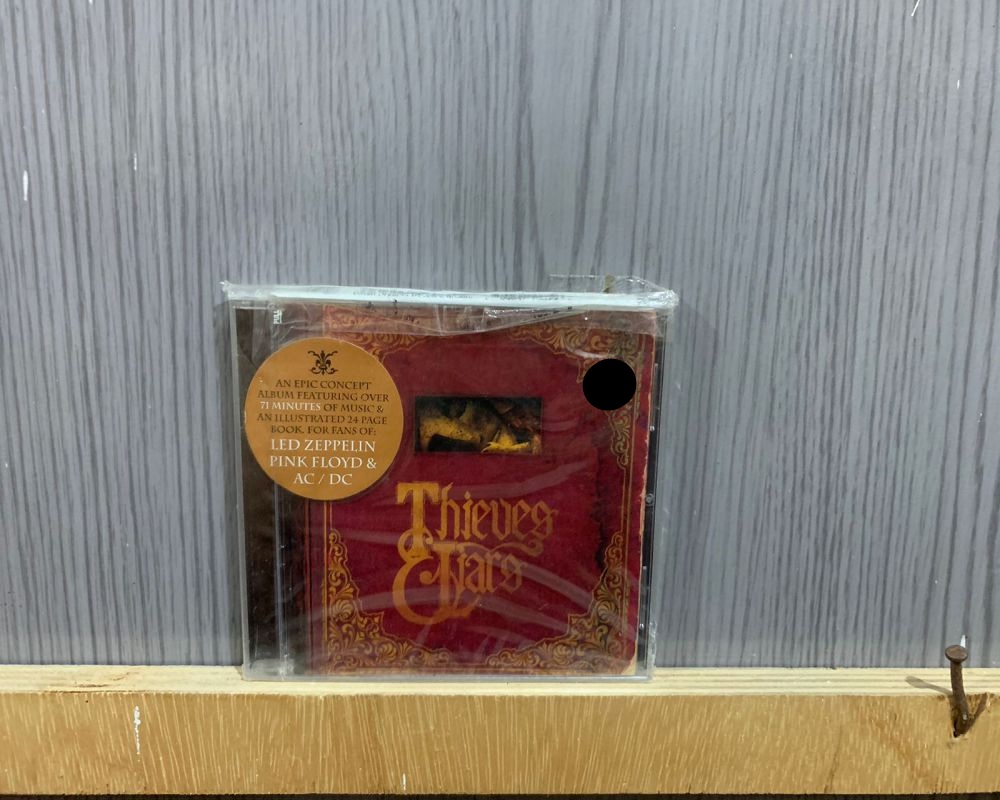 PULL
AN EPIC CONCEPT
ALBUM FEATURING OVER
71 MINUTES OF MUSIC &
AN ILLUSTRATED 24 PAGE
BOOK. FOR FANS OF:
LED ZEPPELIN
PINK FLOYD &
AC / DC
Thieves
& Liars